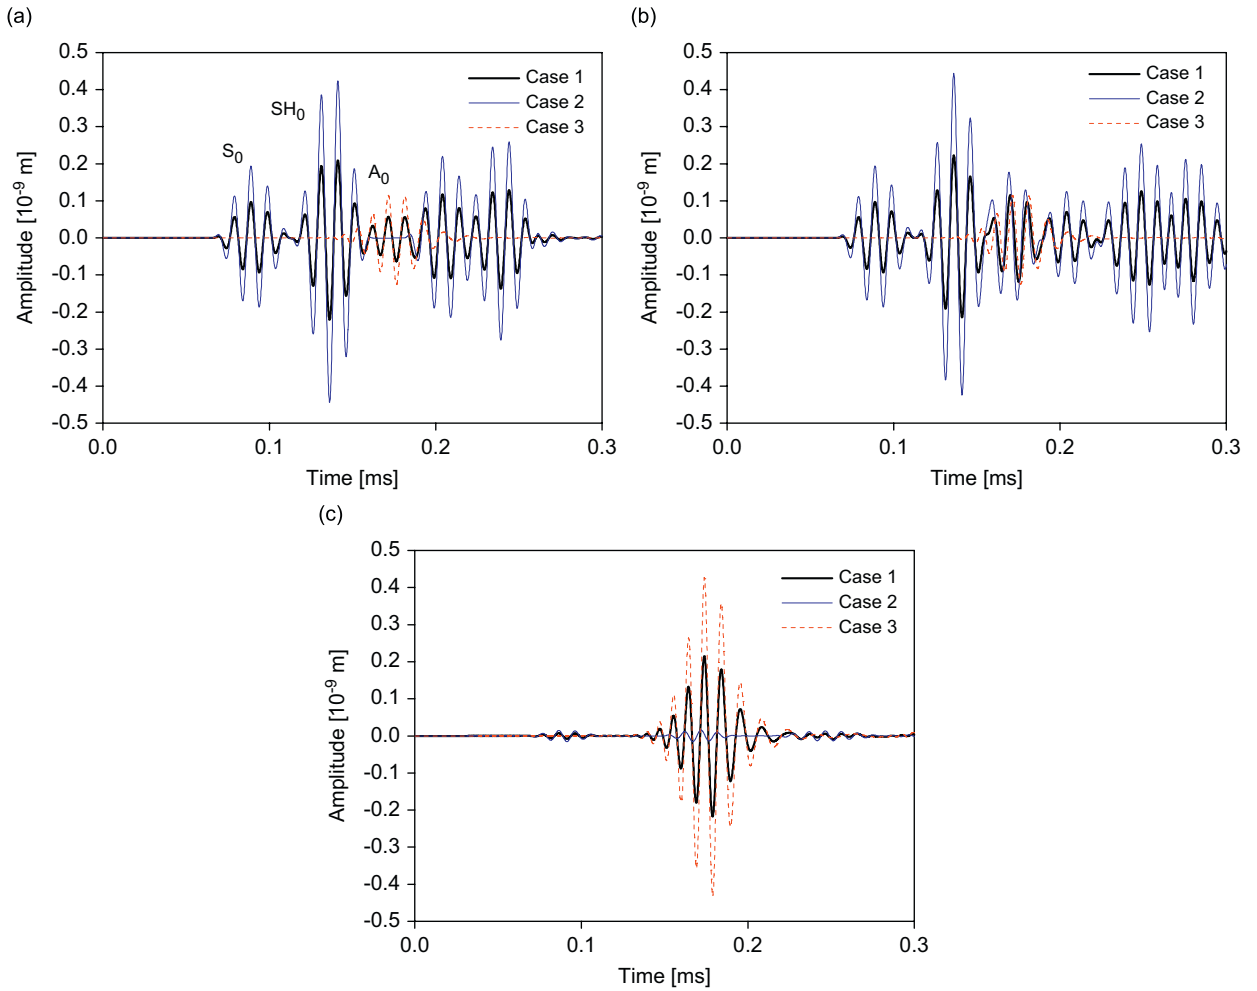 (a)
0.5
0.4
0.3
0.2
0.1
0.0
-0.1
-0.2
-0.3
-0.4
-0.5
Amplitude [10⁻⁹ m]
S₀
SH₀
A₀
Case 1
Case 2
Case 3
0.0 0.1 0.2 0.3
Time [ms]
(b)
0.5
0.4
0.3
0.2
0.1
0.0
-0.1
-0.2
-0.3
-0.4
-0.5
Amplitude [10⁻⁹ m]
Case 1
Case 2
Case 3
0.0 0.1 0.2 0.3
Time [ms]
(c)
0.5
0.4
0.3
0.2
0.1
0.0
-0.1
-0.2
-0.3
-0.4
-0.5
Amplitude [10⁻⁹ m]
Case 1
Case 2
Case 3
0.0 0.1 0.2 0.3
Time [ms]